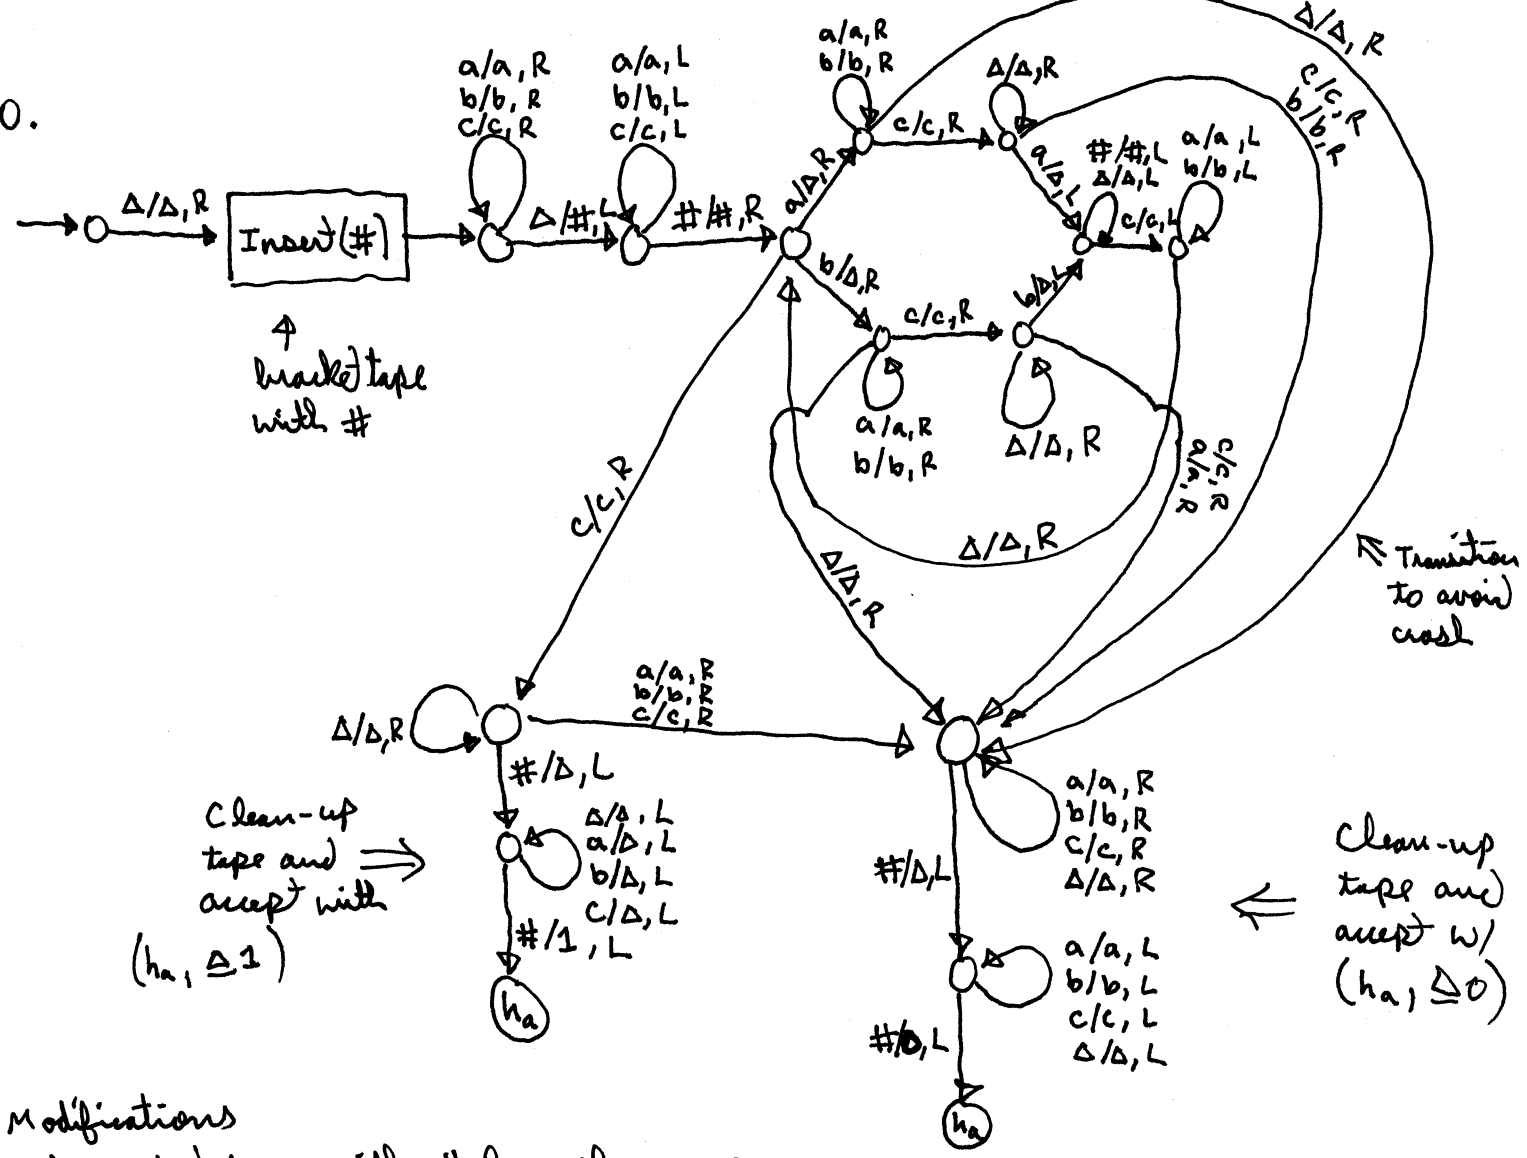 0.
Δ/Δ, R
Insert(#)
bracket tape
with #
a/a, R
b/b, R
c/c, R
Δ/#, L
a/a, L
b/b, L
c/c, L
#/#, R
a/Δ, R
a/a, R
b/b, R
c/c, R
Δ/Δ, R
a/Δ, L
#/#, L
Δ/Δ, L
c/c, L
a/a, L
b/b, L
Δ/Δ, R
c/c, R
b/b, R
b/Δ, R
c/c, R
b/Δ, L
a/a, R
b/b, R
Δ/Δ, R
c/c, R
a/a, R
Δ/Δ, R
Δ/Δ, R
c/c, R
Transition
to avoid
crash
Δ/Δ, R
a/a, R
b/b, R
c/c, R
#/Δ, L
Clean-up
tape and
accept with
(ha, Δ1)
Δ/Δ, L
a/Δ, L
b/Δ, L
c/Δ, L
#/1, L
ha
a/a, R
b/b, R
c/c, R
Δ/Δ, R
#/Δ, L
Clean-up
tape and
accept w/
(ha, Δ0)
a/a, L
b/b, L
c/c, L
Δ/Δ, L
ha
Modifications